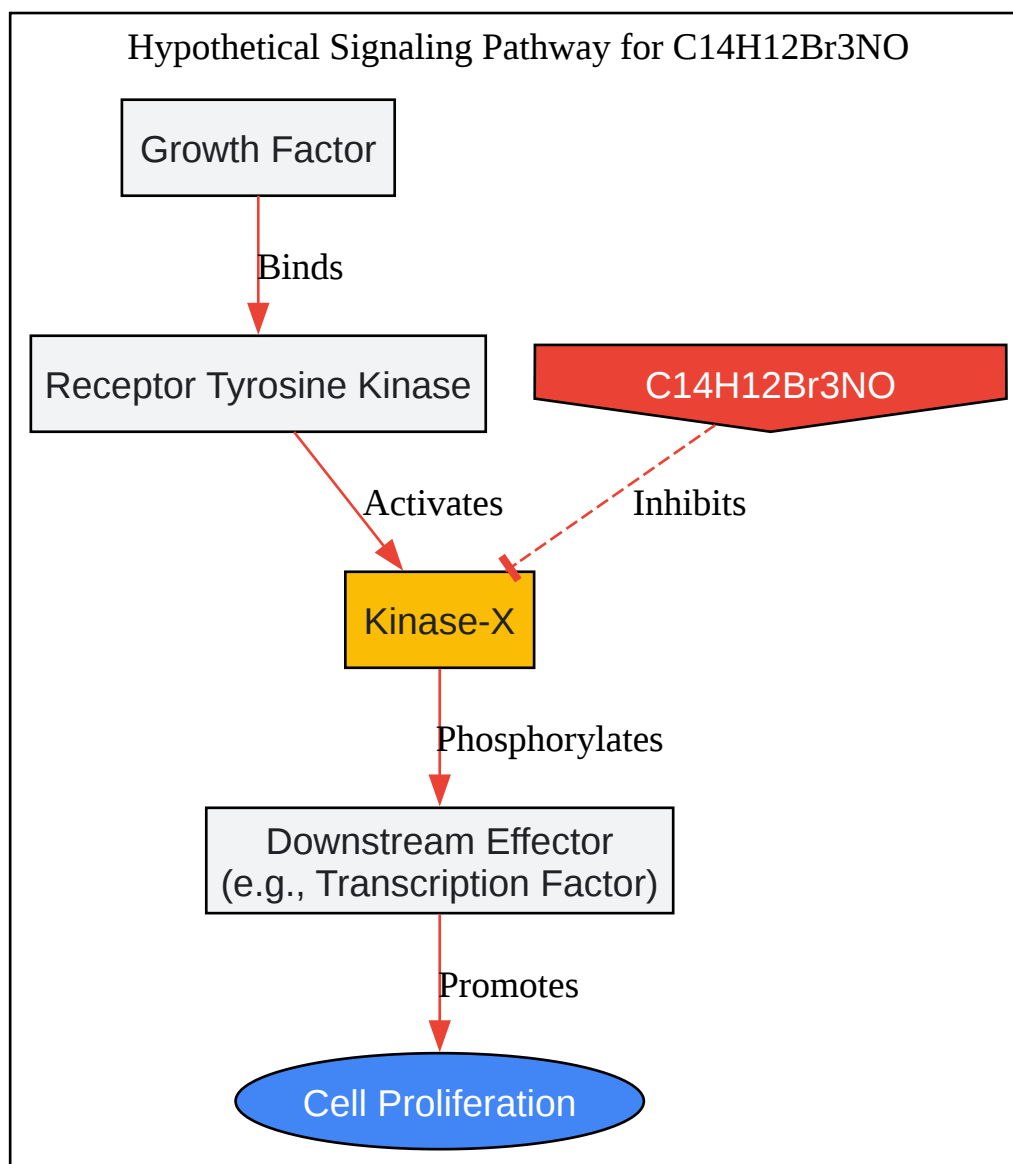 Hypothetical Signaling Pathway for C14H12Br3NO
Growth Factor
Binds
Receptor Tyrosine Kinase
C14H12Br3NO
Activates
Inhibits
Kinase-X
Phosphorylates
Downstream Effector
(e.g., Transcription Factor)
Promotes
Cell Proliferation